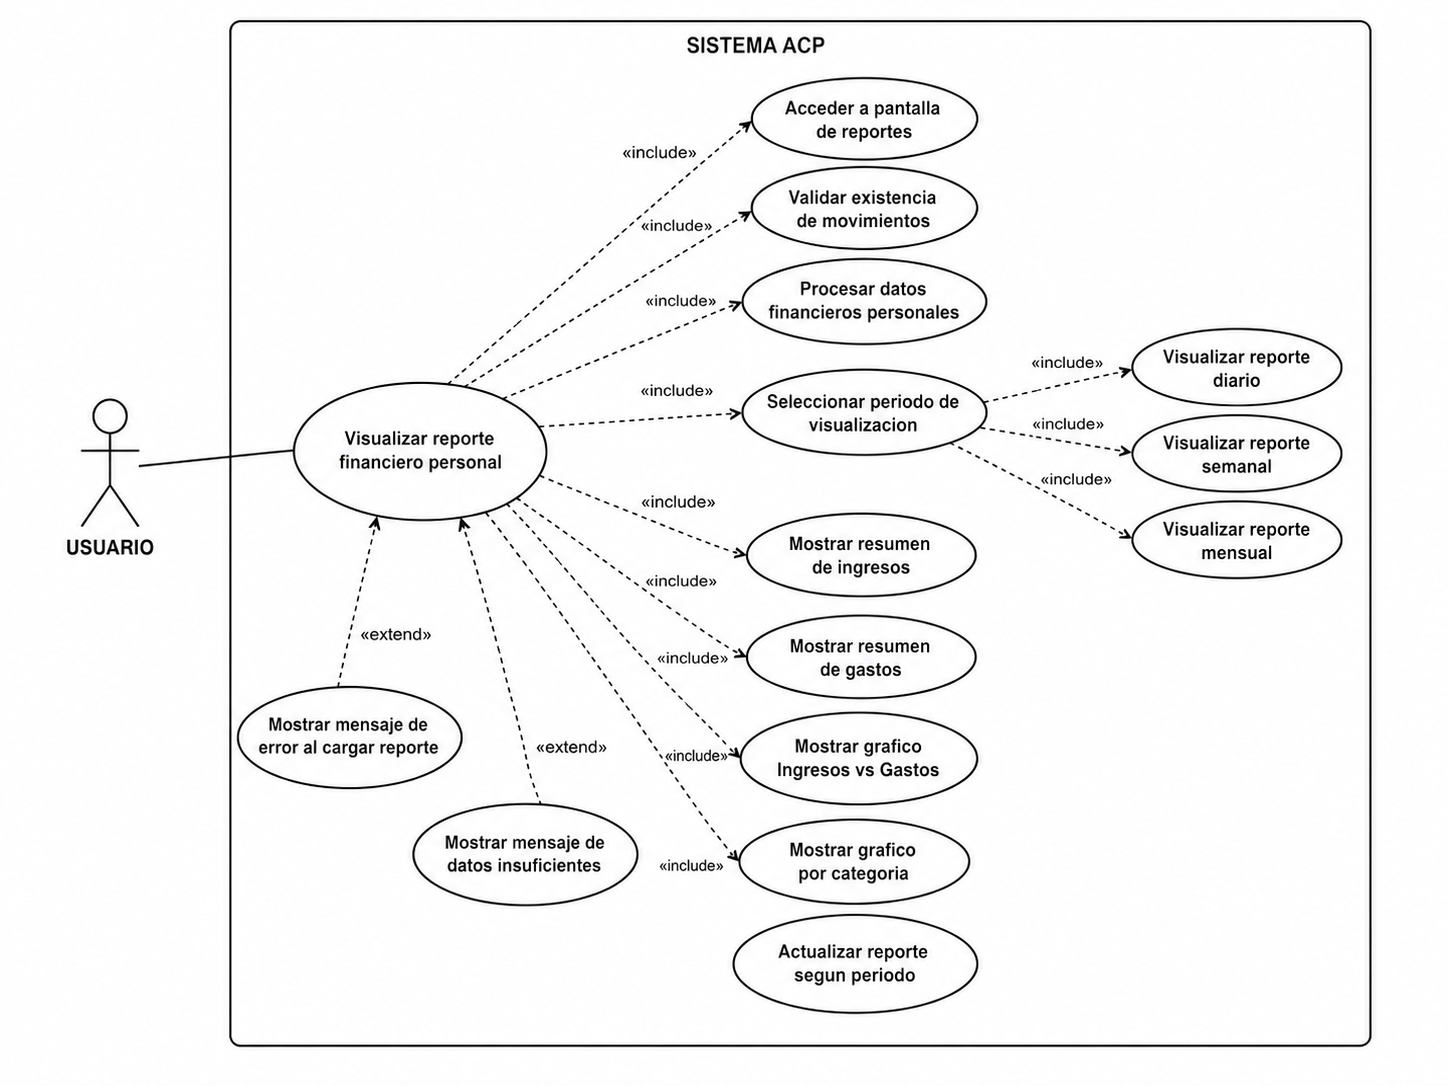 SISTEMA ACP
Acceder a pantalla
de reportes
«include»
Validar existencia
de movimientos
«include»
Procesar datos
financieros personales
«include»
Seleccionar periodo de
visualizacion
«include»
Visualizar reporte
diario
«include»
Visualizar reporte
semanal
«include»
Visualizar reporte
mensual
«include»
Visualizar reporte
financiero personal
USUARIO
Mostrar resumen
de ingresos
«include»
Mostrar resumen
de gastos
«include»
«extend»
Mostrar mensaje de
error al cargar reporte
«include»
Mostrar grafico
Ingresos vs Gastos
«extend»
«include»
Mostrar mensaje de
datos insuficientes
Mostrar grafico
por categoria
«include»
Actualizar reporte
segun periodo